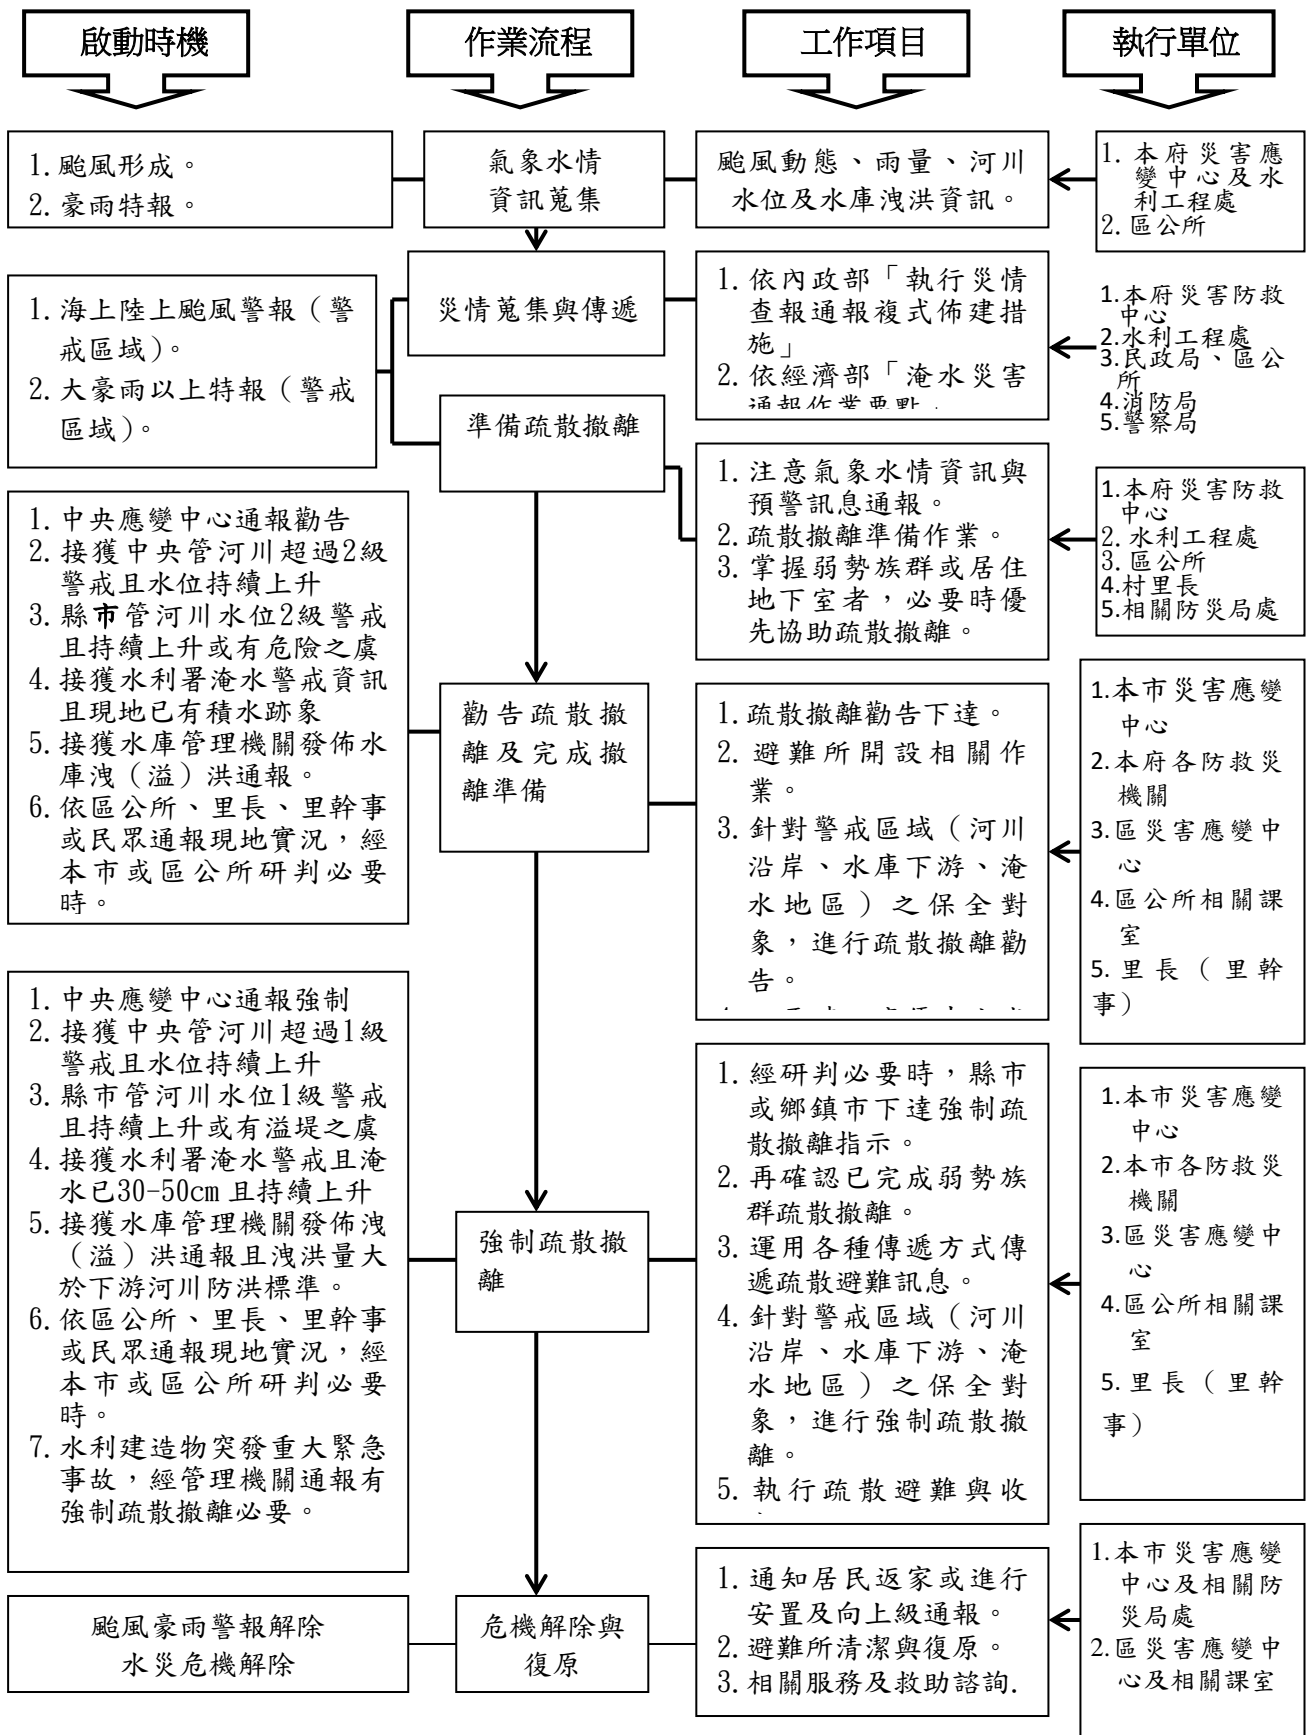 啟動時機
作業流程
工作項目
執行單位
1.颱風形成。
2.豪雨特報。
氣象水情
資訊蒐集
颱風動態、雨量、河川
水位及水庫洩洪資訊。
1. 本府災害應
變中心及水
利工程處
2.區公所
1.海上陸上颱風警報（警
戒區域）。
2.大豪雨以上特報（警戒
區域）。
災情蒐集與傳遞
1.依內政部「執行災情
查報通報複式佈建措
施」
2.依經濟部「淹水災害
通報作業要點」
1.本府災害防救
中心
2.水利工程處
3.民政局、區公
所
4.消防局
5.警察局
準備疏散撤離
1.注意氣象水情資訊與
預警訊息通報。
2.疏散撤離準備作業。
3.掌握弱勢族群或居住
地下室者，必要時優
先協助疏散撤離。
1.本府災害防救
中心
2.水利工程處
3.區公所
4.村里長
5.相關防災局處
1.中央應變中心通報勸告
2.接獲中央管河川超過2級
警戒且水位持續上升
3.縣市管河川水位2級警戒
且持續上升或有危險之虞
4.接獲水利署淹水警戒資訊
且現地已有積水跡象
5.接獲水庫管理機關發佈水
庫洩（溢）洪通報。
6.依區公所、里長、里幹事
或民眾通報現地實況，經
本市或區公所研判必要
時。
勸告疏散撤
離及完成撤
離準備
1.疏散撤離勸告下達。
2. 避難所開設相關作
業。
3.針對警戒區域（河川
沿岸、水庫下游、淹
水地區）之保全對
象，進行疏散撤離勸
告。
1.本市災害應變
中心
2.本府各防救災
機關
3.區災害應變中
心
4.區公所相關課
室
5.里長（里幹
事）
1.中央應變中心通報強制
2.接獲中央管河川超過1級
警戒且水位持續上升
3.縣市管河川水位1級警戒
且持續上升或有溢堤之虞
4.接獲水利署淹水警戒且淹
水已30-50cm且持續上升
5.接獲水庫管理機關發佈洩
（溢）洪通報且洩洪量大
於下游河川防洪標準。
6.依區公所、里長、里幹事
或民眾通報現地實況，經
本市或區公所研判必要
時。
7.水利建造物突發重大緊急
事故，經管理機關通報有
強制疏散撤離必要。
強制疏散撤
離
1.經研判必要時，縣市
或鄉鎮市下達強制疏
散撤離指示。
2.再確認已完成弱勢族
群疏散撤離。
3.運用各種傳遞方式傳
遞疏散避難訊息。
4.針對警戒區域（河川
沿岸、水庫下游、淹
水地區）之保全對
象，進行強制疏散撤
離。
5.執行疏散避難與收
1.本市災害應變
中心
2.本市各防救災
機關
3.區災害應變中
心
4.區公所相關課
室
5.里長（里幹
事）
颱風豪雨警報解除
水災危機解除
危機解除與
復原
1.通知居民返家或進行
安置及向上級通報。
2.避難所清潔與復原。
3.相關服務及救助諮詢.
1.本市災害應變
中心及相關防
災局處
2.區災害應變中
心及相關課室